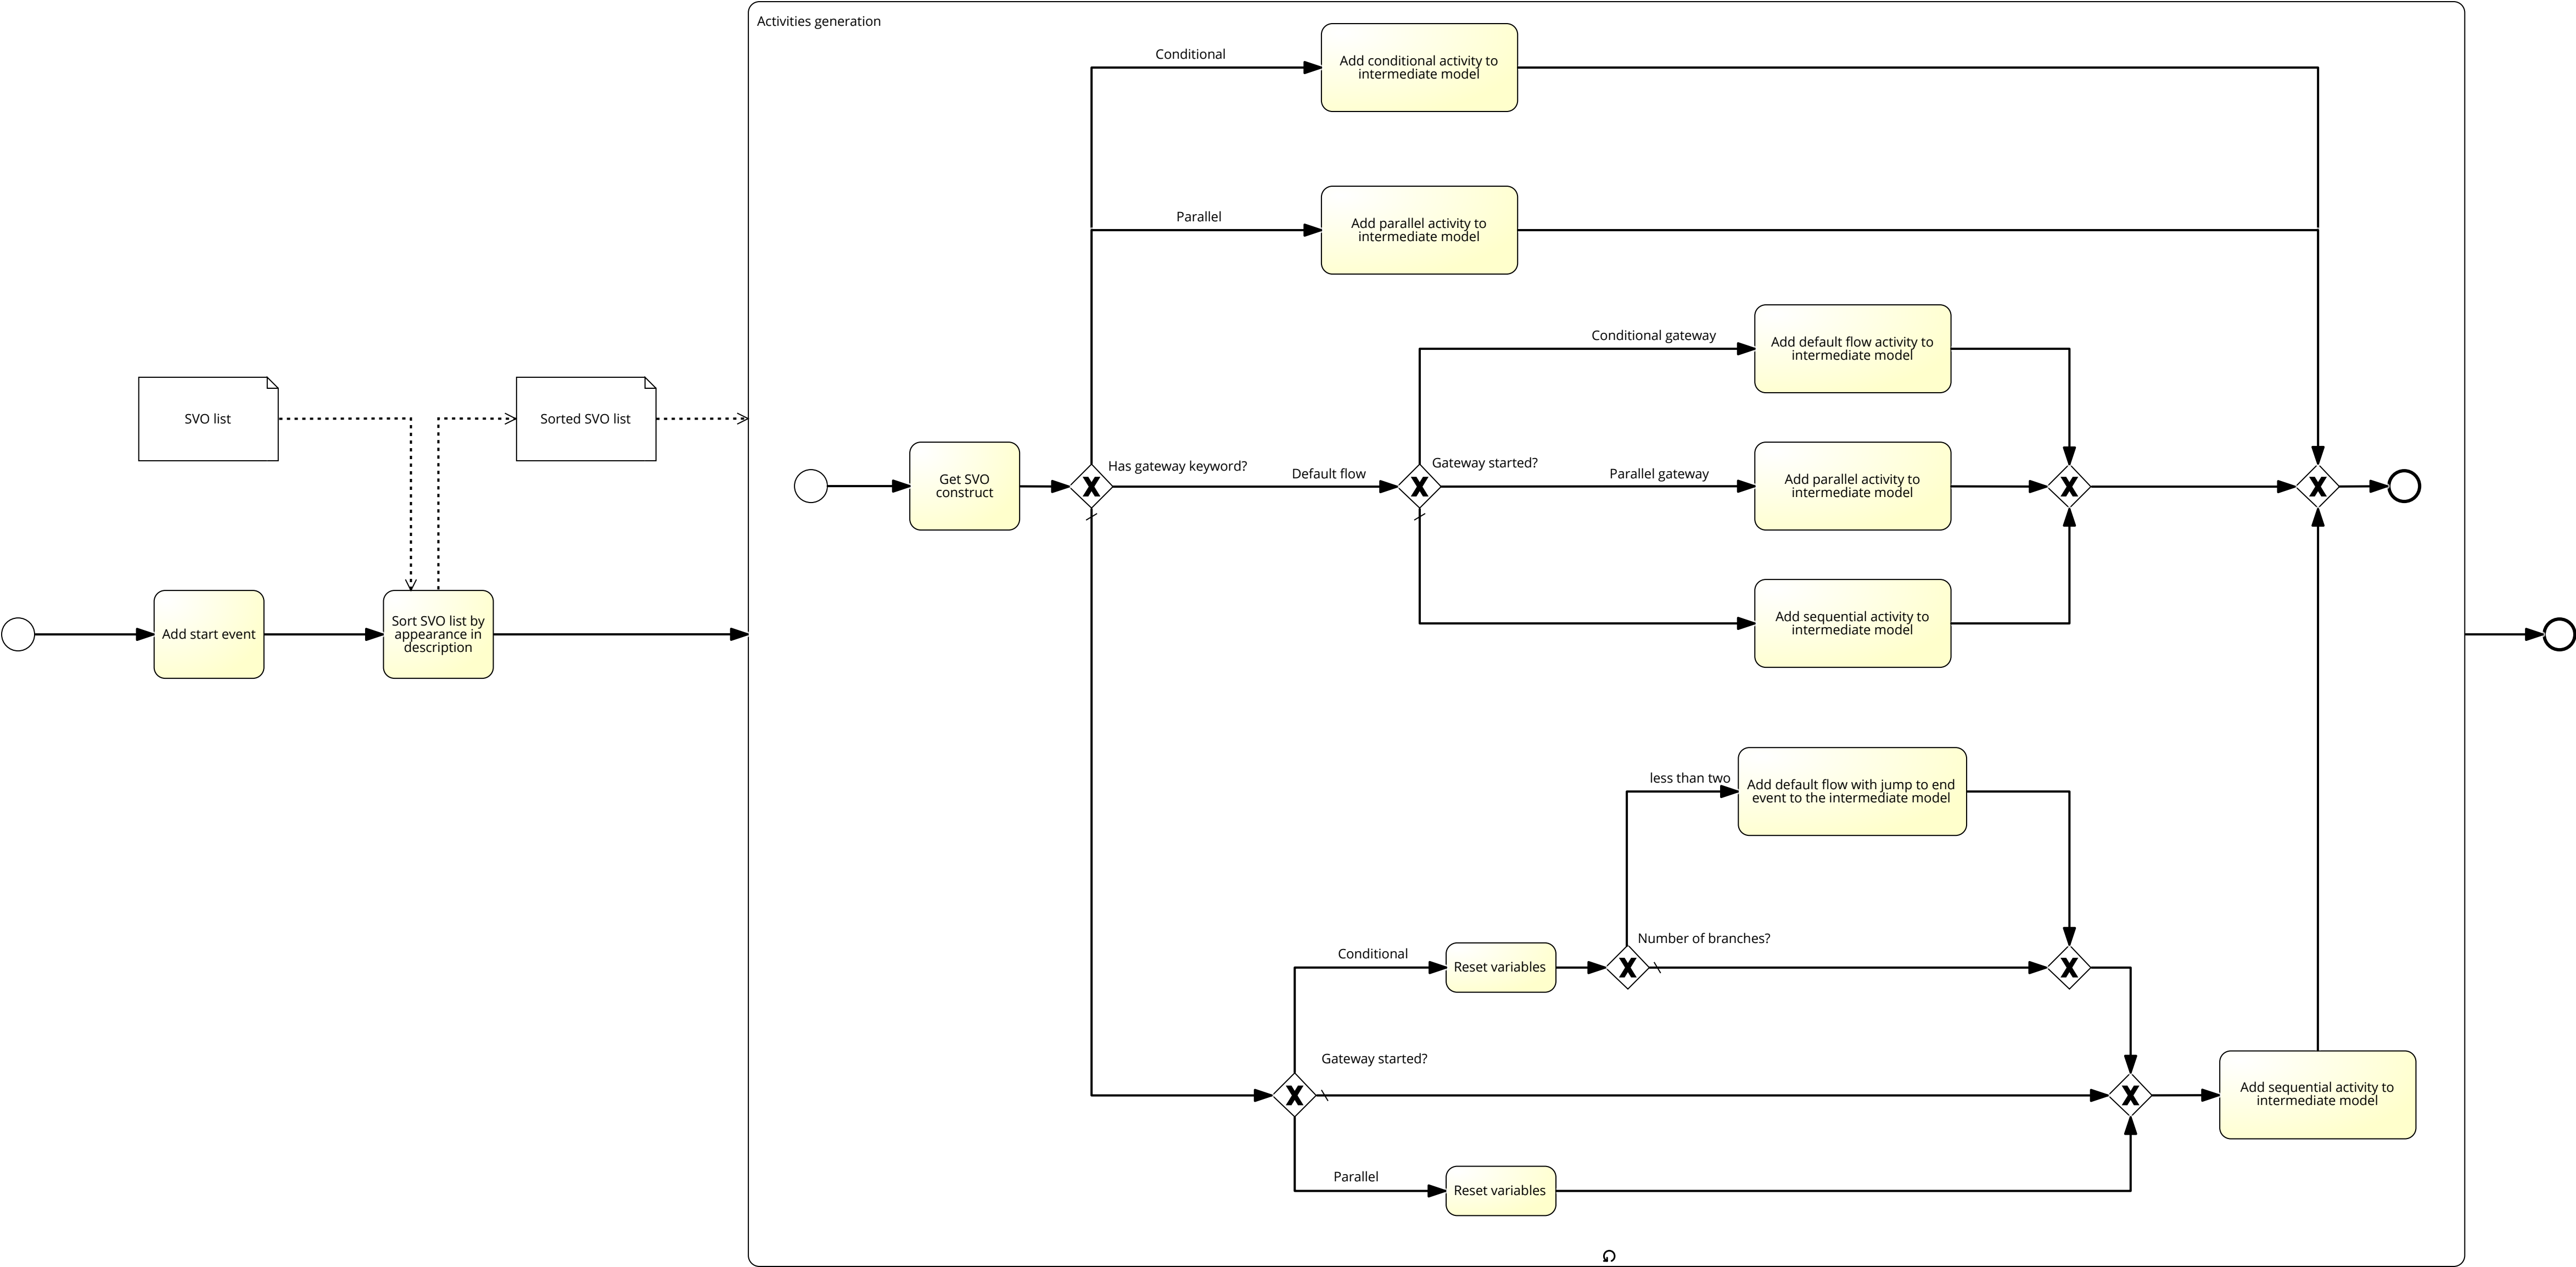 Activities generation
Conditional
Add conditional activity to
intermediate model
Parallel
Add parallel activity to
intermediate model
Conditional gateway
Add default flow activity to
intermediate model
SVO list
Sorted SVO list
Get SVO
construct
Has gateway keyword?
Default flow
Gateway started?
Parallel gateway
Add parallel activity to
intermediate model
Add start event
Sort SVO list by
appearance in
description
Add sequential activity to
intermediate model
less than two
Add default flow with jump to end
event to the intermediate model
Conditional
Reset variables
Number of branches?
Gateway started?
Add sequential activity to
intermediate model
Parallel
Reset variables